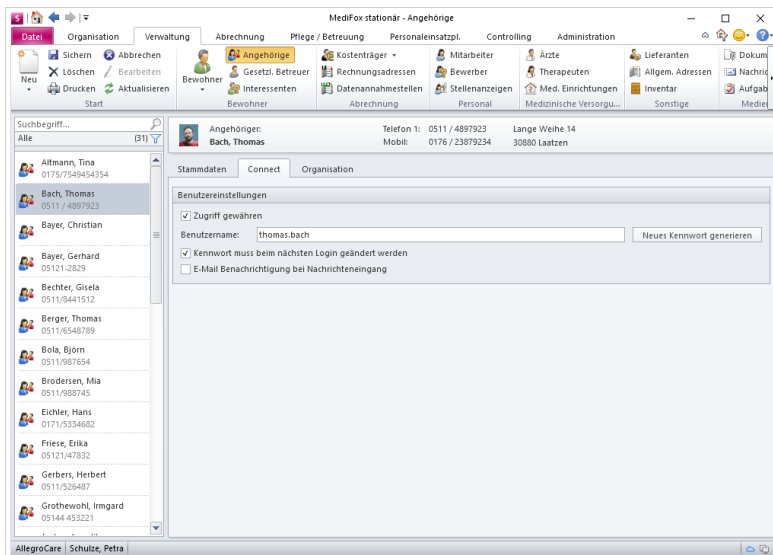 MediFox stationär - Angehörige
Datei Organisation Verwaltung Abrechnung Pflege / Betreuung Personaleinsatzpl. Controlling Administration
Neu
Sichern Abbrechen
Löschen Bearbeiten
Drucken Aktualisieren
Start
Bewohner
Angehörige
Gesetzl. Betreuer
Interessenten
Bewohner
Kostenträger
Rechnungsadressen
Datenannahmestellen
Abrechnung
Mitarbeiter
Bewerber
Stellenanzeigen
Personal
Ärzte
Therapeuten
Med. Einrichtungen
Medizinische Versorgu...
Lieferanten
Allgem. Adressen
Inventar
Sonstige
Dokum
Nachric
Aufgab
Medien
Suchbegriff...
Alle (31)
Altmann, Tina
0175/7549454354
Bach, Thomas
0511 / 4897923
Bayer, Christian
Bayer, Gerhard
05121-2829
Bechter, Gisela
0511/8441512
Berger, Thomas
0511/6548789
Bola, Björn
0511/987654
Brodersen, Mia
0511/988745
Eichler, Hans
0171/5334682
Friese, Erika
05121/47832
Gerbers, Herbert
0511/526487
Grothewohl, Irmgard
05144 453221
Angehöriger: Telefon 1: 0511 / 4897923 Lange Weihe 14
Bach, Thomas Mobil: 0176 / 23879234 30880 Laatzen
Stammdaten Connect Organisation
Benutzereinstellungen
Zugriff gewähren
Benutzername: thomas.bach Neues Kennwort generieren
Kennwort muss beim nächsten Login geändert werden
E-Mail Benachrichtigung bei Nachrichteneingang
AllegroCare Schulze, Petra